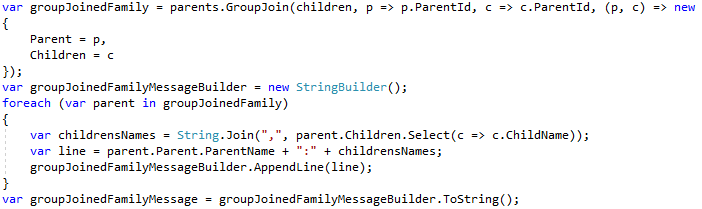 var groupJoinedFamily = parents.GroupJoin(children, p => p.ParentId, c => c.ParentId, (p, c) => new
{
    Parent = p,
    Children = c
});
var groupJoinedFamilyMessageBuilder = new StringBuilder();
foreach (var parent in groupJoinedFamily)
{
    var childrensNames = String.Join(",", parent.Children.Select(c => c.ChildName));
    var line = parent.Parent.ParentName + ":" + childrensNames;
    groupJoinedFamilyMessageBuilder.AppendLine(line);
}
var groupJoinedFamilyMessage = groupJoinedFamilyMessageBuilder.ToString();